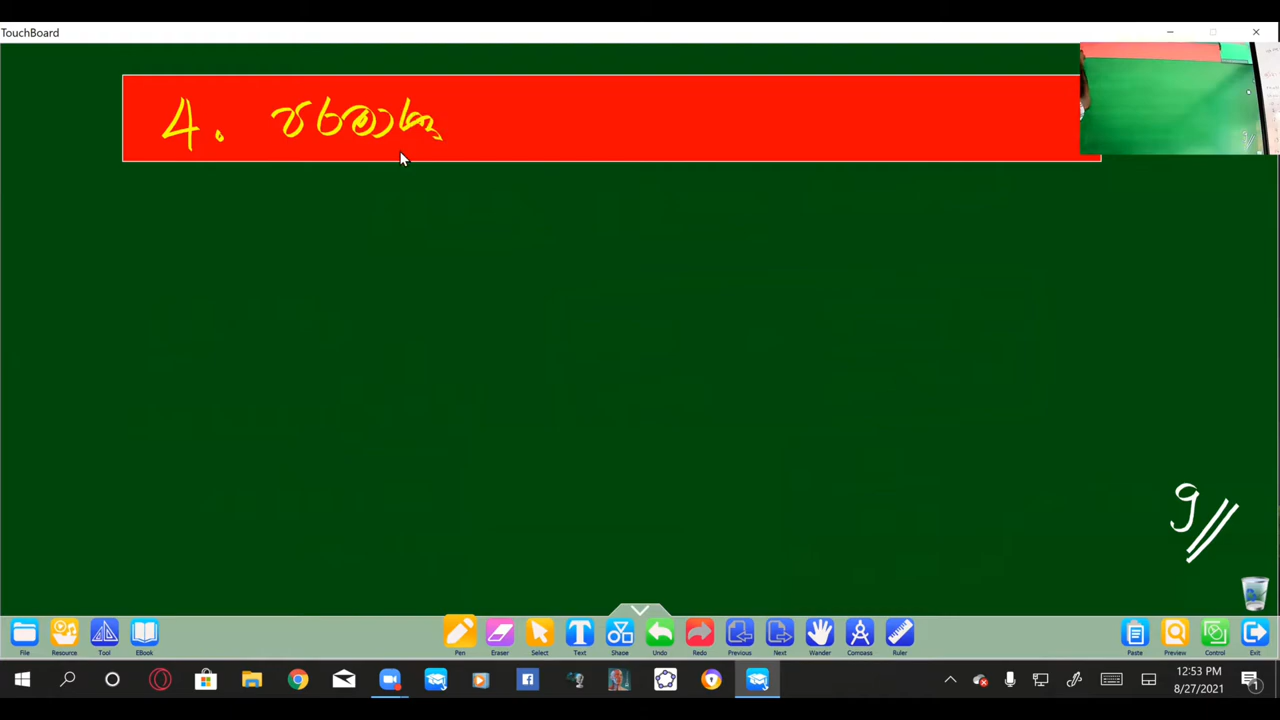 TouchBoard
4.
9//
File
Resource
Tool
EBook
Pen
Eraser
Select
Text
Shape
Undo
Redo
Previous
Next
Wander
Compass
Ruler
Paste
Preview
Control
Exit
12:53 PM
8/27/2021